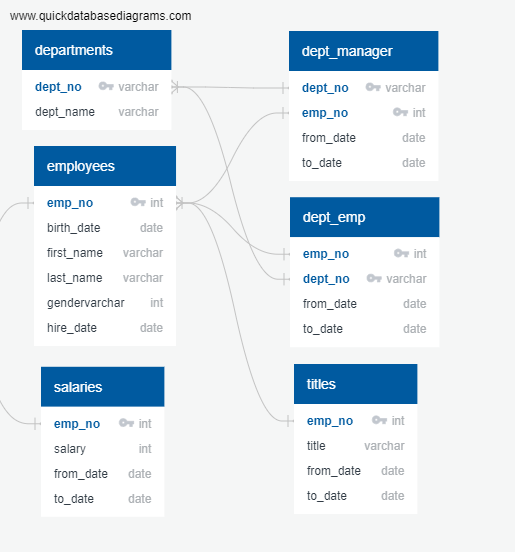 www.quickdatabasediagrams.com
departments
dept_no varchar
dept_name varchar
employees
emp_no int
birth_date date
first_name varchar
last_name varchar
gendervarchar int
hire_date date
salaries
emp_no int
salary int
from_date date
to_date date
dept_manager
dept_no varchar
emp_no int
from_date date
to_date date
dept_emp
emp_no int
dept_no varchar
from_date date
to_date date
titles
emp_no int
title varchar
from_date date
to_date date